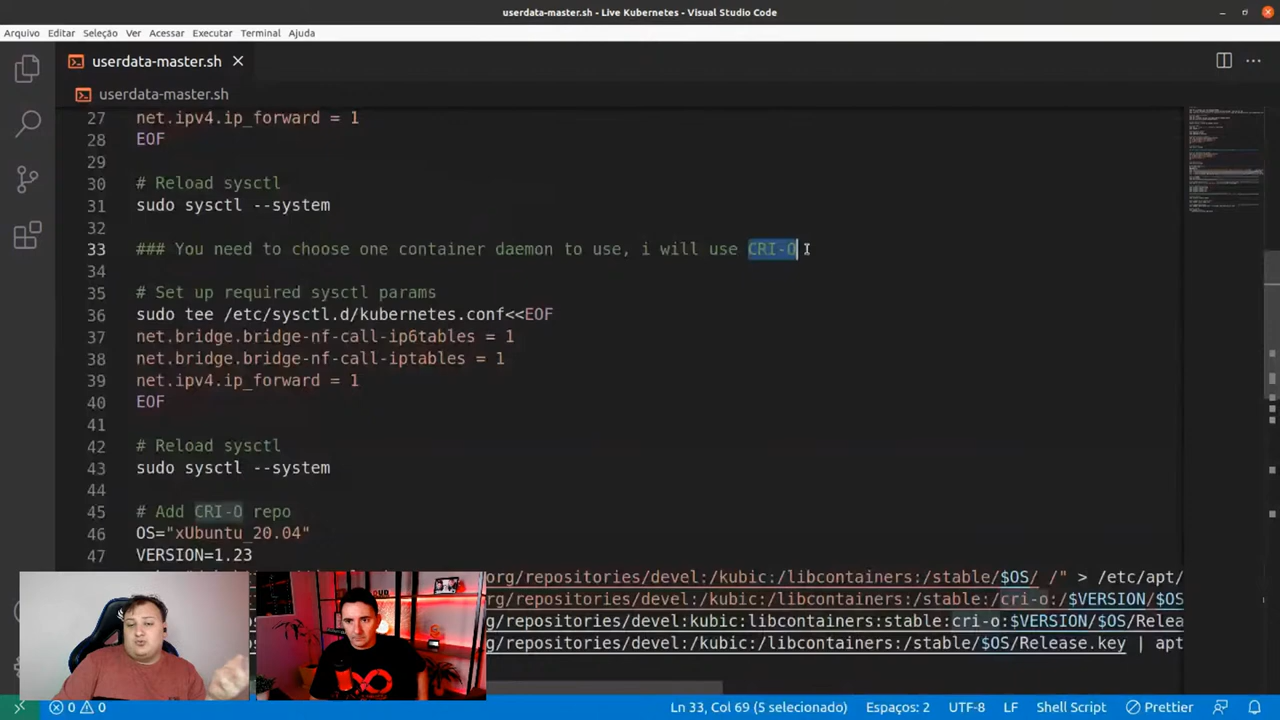 userdata-master.sh - Live Kubernetes - Visual Studio Code
Arquivo Editar Seleção Ver Acessar Executar Terminal Ajuda
userdata-master.sh
userdata-master.sh
27 net.ipv4.ip_forward = 1
28 EOF
29
30 # Reload sysctl
31 sudo sysctl --system
32
33 ### You need to choose one container daemon to use, i will use CRI-O
34
35 # Set up required sysctl params
36 sudo tee /etc/sysctl.d/kubernetes.conf<<EOF
37 net.bridge.bridge-nf-call-ip6tables = 1
38 net.bridge.bridge-nf-call-iptables = 1
39 net.ipv4.ip_forward = 1
40 EOF
41
42 # Reload sysctl
43 sudo sysctl --system
44
45 # Add CRI-O repo
46 OS="xUbuntu_20.04"
47 VERSION=1.23
org/repositories/devel:/kubic:/libcontainers:/stable/$OS/ /" > /etc/apt/
org/repositories/devel:/kubic:/libcontainers:/stable:/cri-o:/$VERSION/$OS
org/repositories/devel:kubic:libcontainers:stable:cri-o:$VERSION/$OS/Relea
org/repositories/devel:/kubic:/libcontainers:/stable/$OS/Release.key | apt
0 0 Ln 33, Col 69 (5 selecionado) Espaços: 2 UTF-8 LF Shell Script Prettier